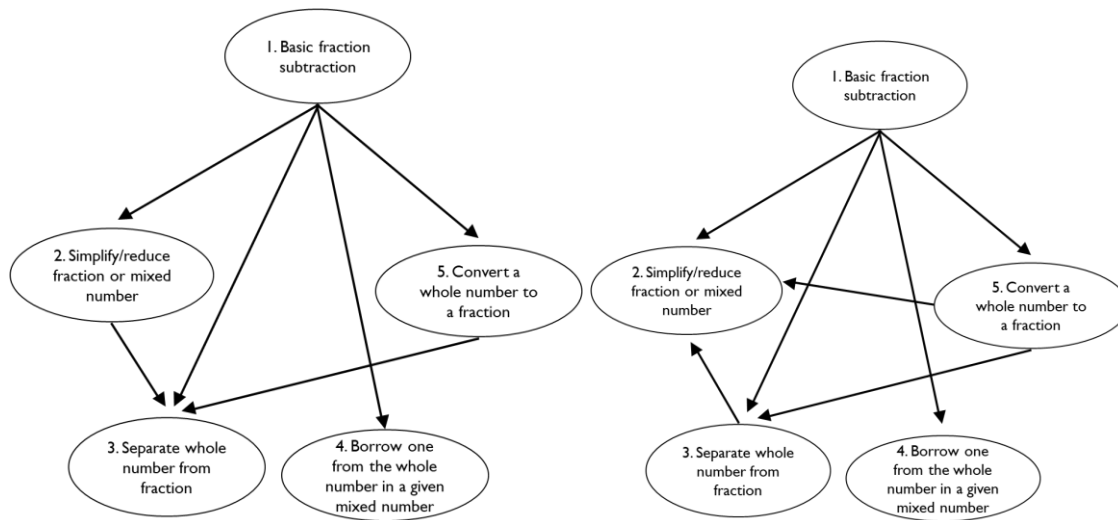 1. Basic fraction
subtraction
2. Simplify/reduce
fraction or mixed
number
5. Convert a
whole number to
a fraction
3. Separate whole
number from
fraction
4. Borrow one
from the whole
number in a given
mixed number
1. Basic fraction
subtraction
2. Simplify/reduce
fraction or mixed
number
5. Convert a
whole number to
a fraction
3. Separate whole
number from
fraction
4. Borrow one
from the whole
number in a given
mixed number